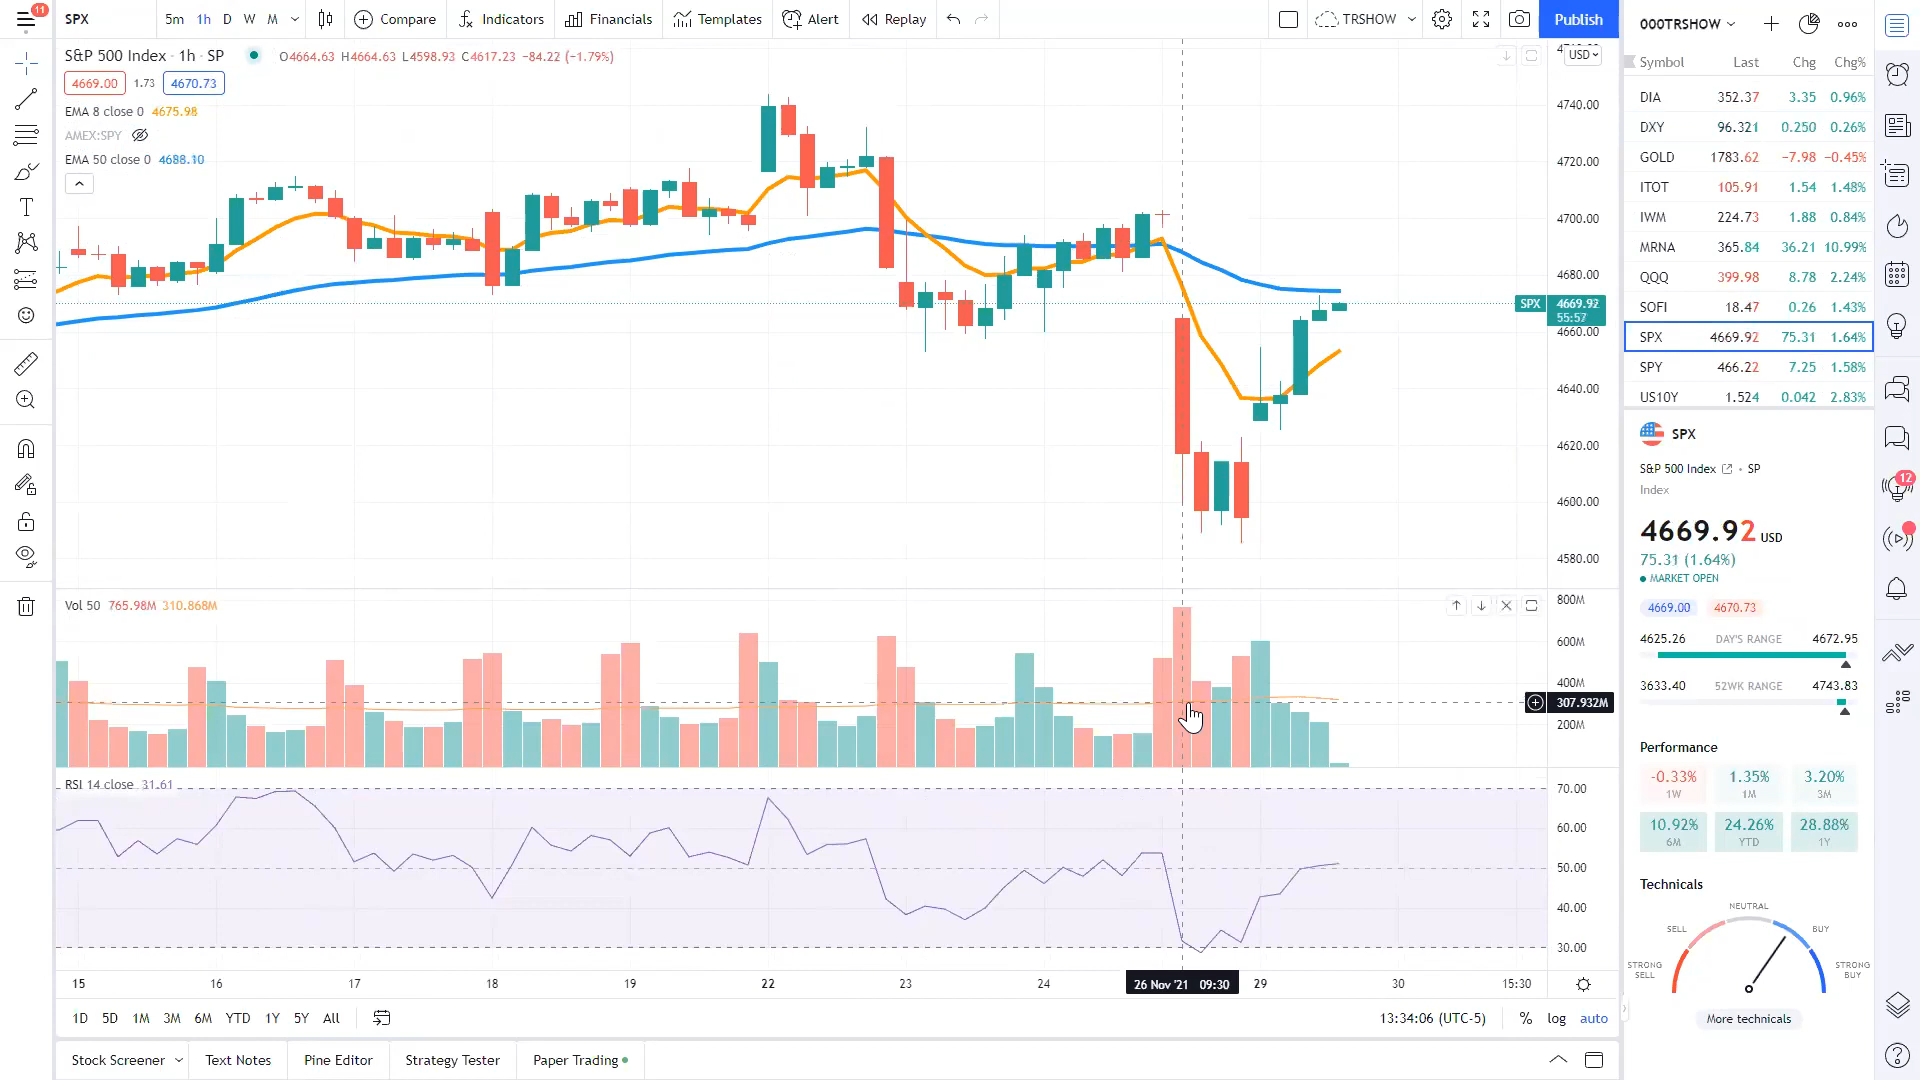 11
SPX 5m 1h D W M Compare Indicators Financials Templates Alert Replay TRSHOW Publish
S&P 500 Index · 1h · SP O4664.63 H4664.63 L4598.93 C4617.23 −84.22 (−1.79%)
4669.00 1.73 4670.73
EMA 8 close 0 4675.98
AMEX:SPY
EMA 50 close 0 4688.10
USD
4740.00
4720.00
4700.00
4680.00
SPX 4669.92
55:57
4660.00
4640.00
4620.00
4600.00
4580.00
Vol 50 765.98M 310.868M
800M
600M
400M
307.932M
200M
RSI 14 close 31.61
70.00
60.00
50.00
40.00
30.00
15 16 17 18 19 22 23 24 26 Nov '21 09:30 29 30 15:30
1D 5D 1M 3M 6M YTD 1Y 5Y All 13:34:06 (UTC-5) % log auto
Stock Screener Text Notes Pine Editor Strategy Tester Paper Trading
000TRSHOW
Symbol Last Chg Chg%
DIA 352.37 3.35 0.96%
DXY 96.321 0.250 0.26%
GOLD 1783.62 −7.98 −0.45%
ITOT 105.91 1.54 1.48%
IWM 224.73 1.88 0.84%
MRNA 365.84 36.21 10.99%
QQQ 399.98 8.78 2.24%
SOFI 18.47 0.26 1.43%
SPX 4669.92 75.31 1.64%
SPY 466.22 7.25 1.58%
US10Y 1.524 0.042 2.83%
SPX
S&P 500 Index · SP
Index
4669.92 USD
75.31 (1.64%)
MARKET OPEN
4669.00 4670.73
4625.26 DAY'S RANGE 4672.95
3633.40 52WK RANGE 4743.83
Performance
-0.33% 1.35% 3.20%
1W 1M 3M
10.92% 24.26% 28.88%
6M YTD 1Y
Technicals
NEUTRAL
SELL BUY
STRONG SELL STRONG BUY
More technicals
12